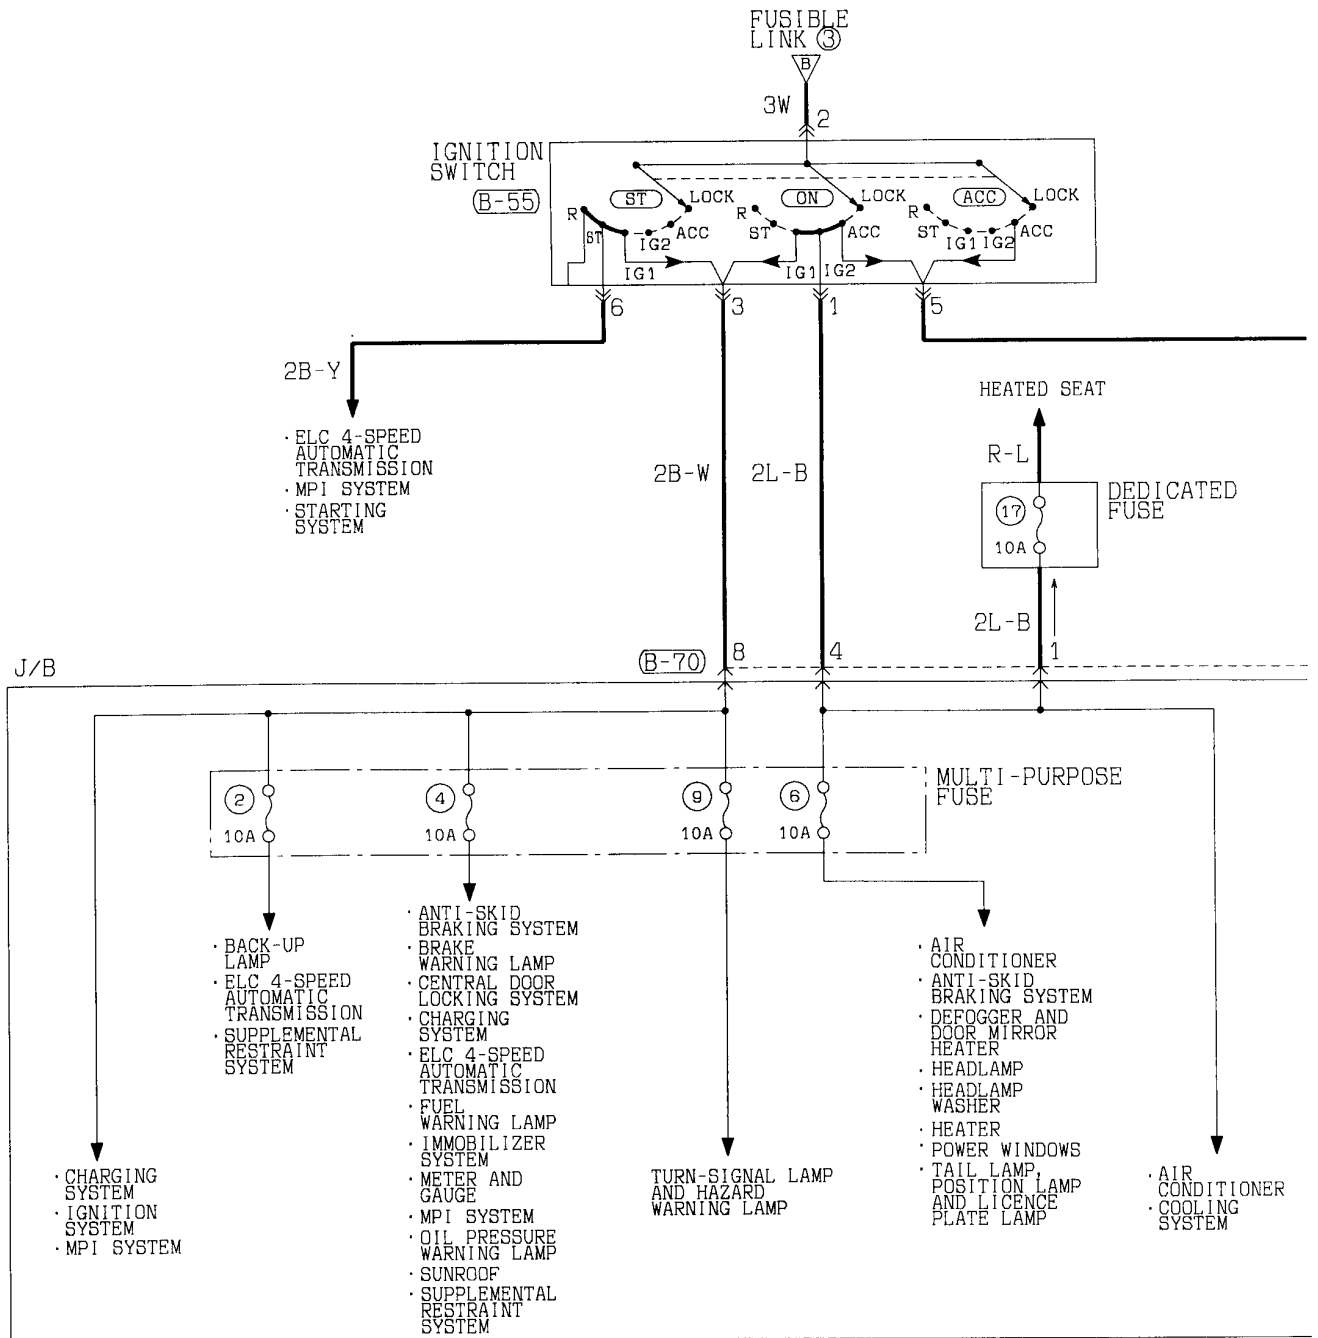 FUSIBLE
LINK ③
B
3W
2
IGNITION
SWITCH
B-55
R
ST
LOCK
ST
IG1
IG2
ACC
R
ON
LOCK
ST
IG1
IG2
ACC
R
ACC
LOCK
ST
IG1
IG2
ACC
6
3
1
5
2B-Y
· ELC 4-SPEED
AUTOMATIC
TRANSMISSION
· MPI SYSTEM
· STARTING
SYSTEM
2B-W
2L-B
HEATED SEAT
R-L
DEDICATED
FUSE
17
10A
2L-B
J/B
B-70
8
4
1
MULTI-PURPOSE
FUSE
2
10A
4
10A
9
10A
6
10A
· CHARGING
SYSTEM
· IGNITION
SYSTEM
· MPI SYSTEM
· BACK-UP
LAMP
· ELC 4-SPEED
AUTOMATIC
TRANSMISSION
· SUPPLEMENTAL
RESTRAINT
SYSTEM
· ANTI-SKID
BRAKING SYSTEM
· BRAKE
WARNING LAMP
· CENTRAL DOOR
LOCKING SYSTEM
· CHARGING
SYSTEM
· ELC 4-SPEED
AUTOMATIC
TRANSMISSION
· FUEL
WARNING LAMP
· IMMOBILIZER
SYSTEM
· METER AND
GAUGE
· MPI SYSTEM
· OIL PRESSURE
WARNING LAMP
· SUNROOF
· SUPPLEMENTAL
RESTRAINT
SYSTEM
TURN-SIGNAL LAMP
AND HAZARD
WARNING LAMP
· AIR
CONDITIONER
· ANTI-SKID
BRAKING SYSTEM
· DEFOGGER AND
DOOR MIRROR
HEATER
· HEADLAMP
· HEADLAMP
WASHER
· HEATER
· POWER WINDOWS
· TAIL LAMP,
POSITION LAMP
AND LICENCE
PLATE LAMP
· AIR
CONDITIONER
· COOLING
SYSTEM